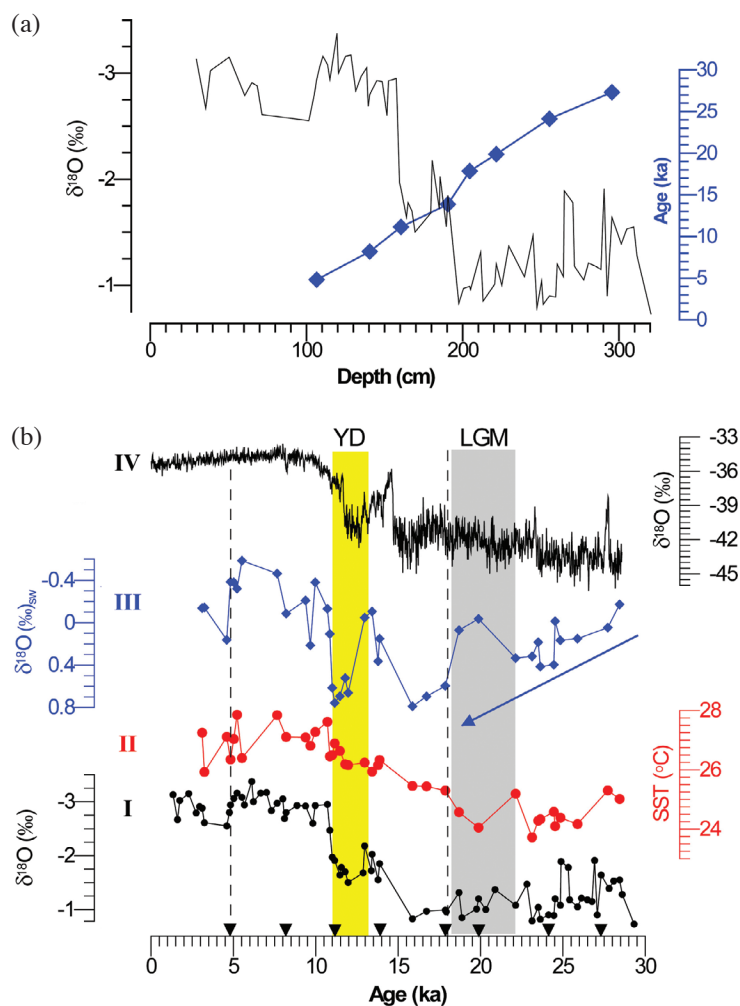 (a)
δ18O (‰)
-3
-2
-1
30
25
20
15
10
5
0
Age (ka)
0 100 200 300
Depth (cm)
(b)
YD LGM
IV
-33
-36
-39
-42
-45
δ18O (‰)
III
δ18O (‰)SW
-0.4
0
0.4
0.8
II
28
26
24
SST (oC)
I
δ18O (‰)
-3
-2
-1
0 5 10 15 20 25 30
Age (ka)